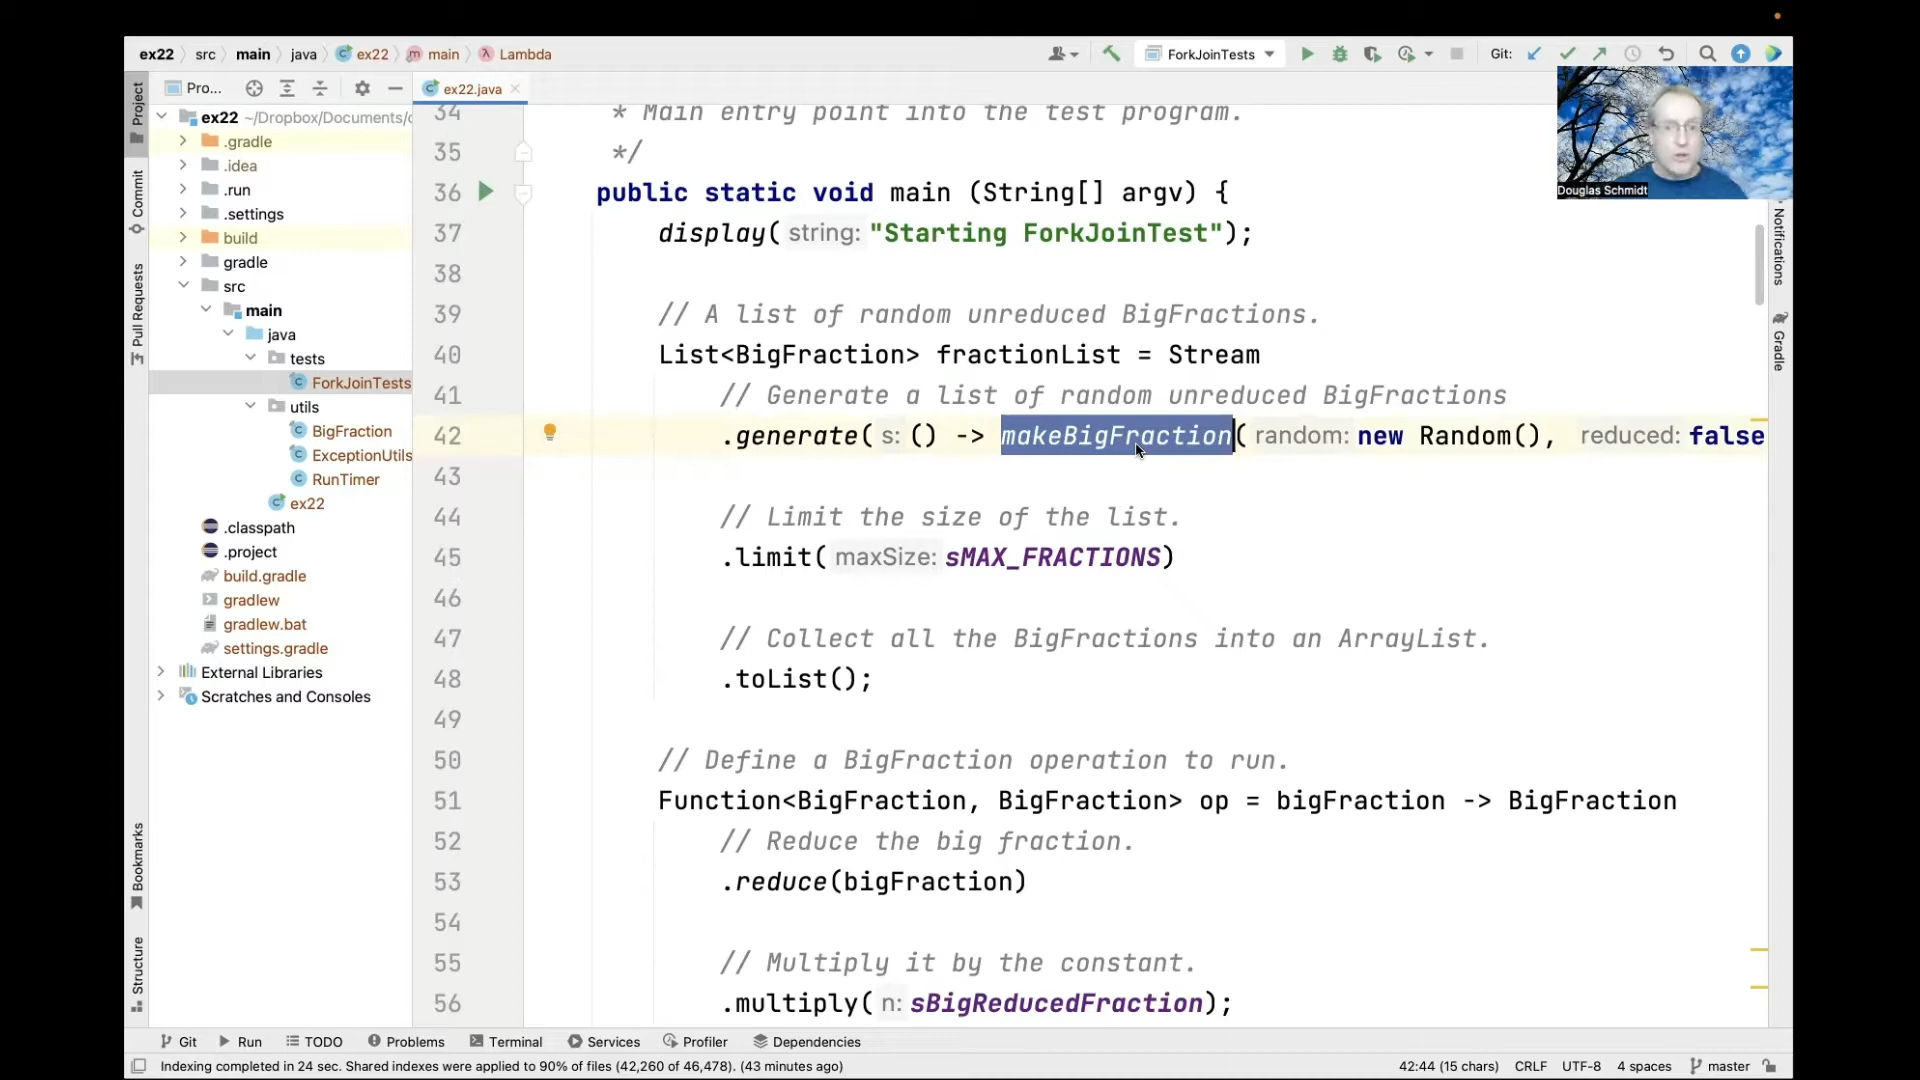 ex22 src main java ex22 main Lambda
ForkJoinTests Git:
Pro...
ex22.java
Douglas Schmidt
Project
Commit
Pull Requests
Bookmarks
Structure
ex22 ~/Dropbox/Documents/c
.gradle
.idea
.run
.settings
build
gradle
src
main
java
tests
ForkJoinTests
utils
BigFraction
ExceptionUtils
RunTimer
ex22
.classpath
.project
build.gradle
gradlew
gradlew.bat
settings.gradle
External Libraries
Scratches and Consoles
34 * Main entry point into the test program.
35 */
36 public static void main (String[] argv) {
37 display( string: "Starting ForkJoinTest");
38
39 // A list of random unreduced BigFractions.
40 List<BigFraction> fractionList = Stream
41 // Generate a list of random unreduced BigFractions
42 .generate( s: () -> makeBigFraction( random: new Random(), reduced: false
43
44 // Limit the size of the list.
45 .limit( maxSize: sMAX_FRACTIONS)
46
47 // Collect all the BigFractions into an ArrayList.
48 .toList();
49
50 // Define a BigFraction operation to run.
51 Function<BigFraction, BigFraction> op = bigFraction -> BigFraction
52 // Reduce the big fraction.
53 .reduce(bigFraction)
54
55 // Multiply it by the constant.
56 .multiply( n: sBigReducedFraction);
Notifications
Gradle
Git Run TODO Problems Terminal Services Profiler Dependencies
Indexing completed in 24 sec. Shared indexes were applied to 90% of files (42,260 of 46,478). (43 minutes ago) 42:44 (15 chars) CRLF UTF-8 4 spaces master